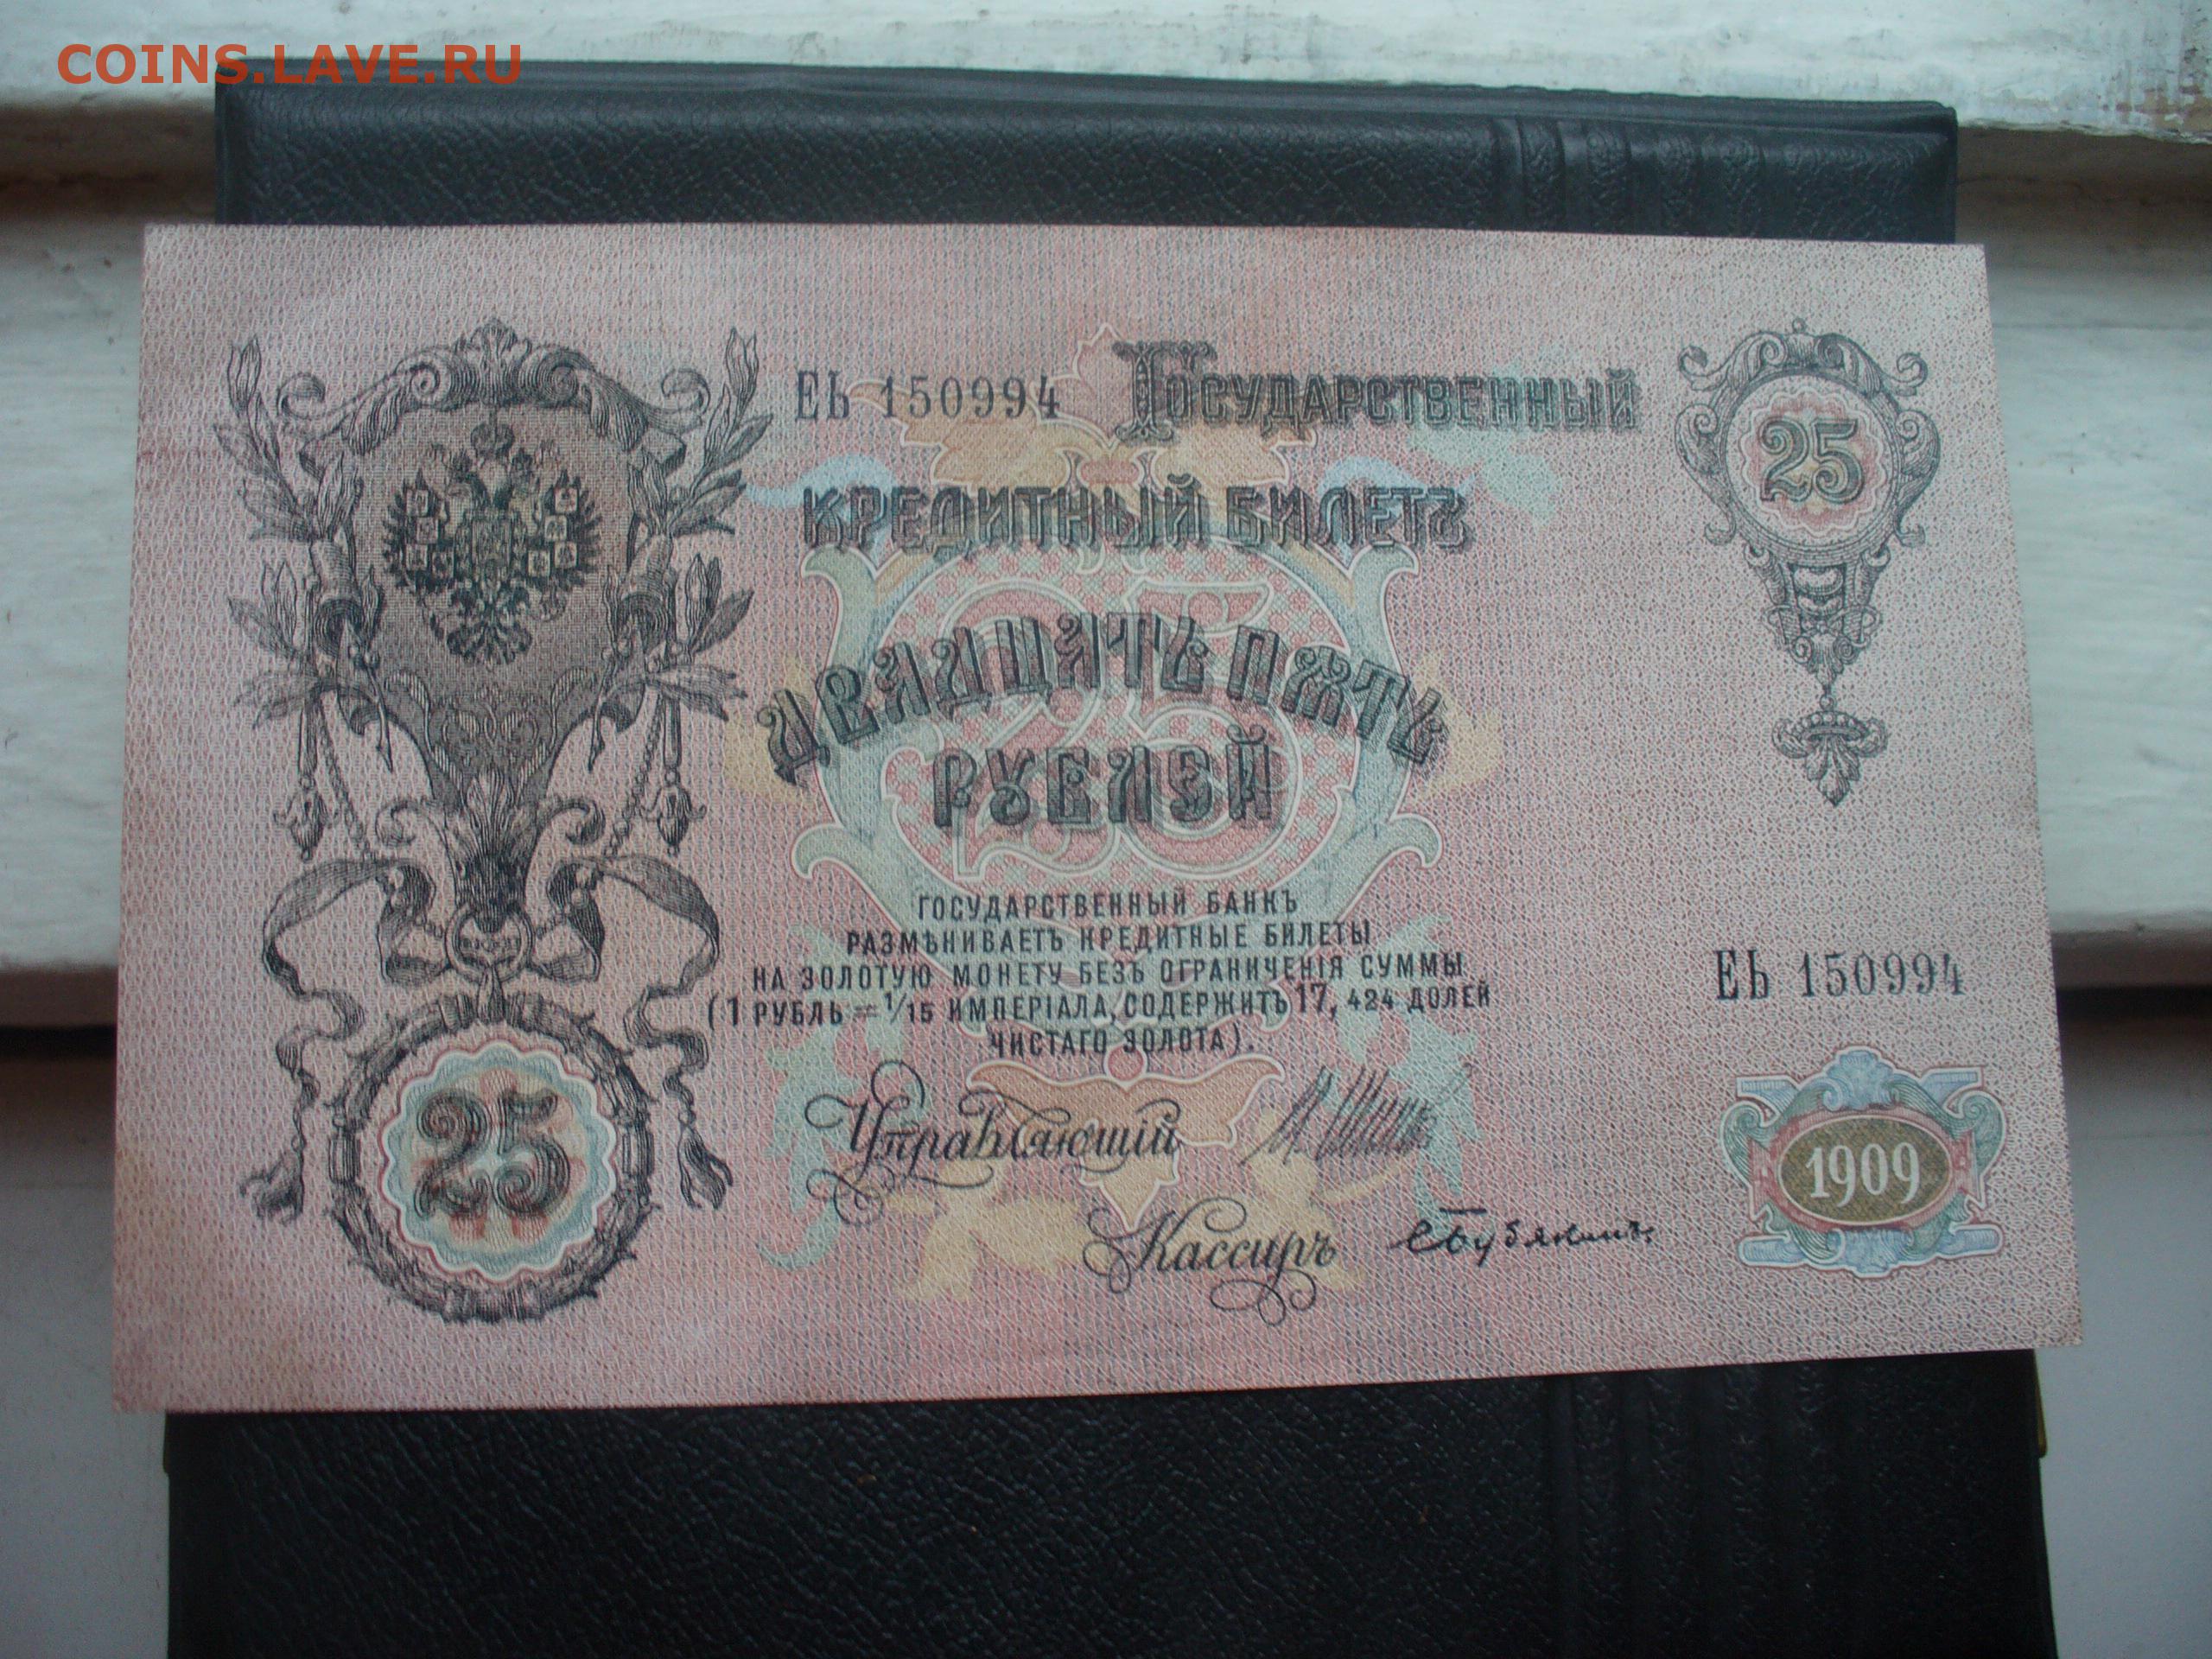 COINS.LAVE.RU
ЕЬ 150994
ГОСУДАРСТВЕННЫЙ
25
КРЕДИТНЫЙ БИЛЕТЪ
25
ДВАДЦАТЬ ПЯТЬ
РУБЛЕЙ
ГОСУДАРСТВЕННЫЙ БАНКЪ
РАЗМѢНИВАЕТЪ КРЕДИТНЫЕ БИЛЕТЫ
НА ЗОЛОТУЮ МОНЕТУ БЕЗЪ ОГРАНИЧЕНІЯ СУММЫ
(1 РУБЛЬ = 1/15 ИМПЕРІАЛА, СОДЕРЖИТЪ 17, 424 ДОЛЕЙ
ЧИСТАГО ЗОЛОТА).
ЕЬ 150994
25
Управляющій
Кассиръ
1909